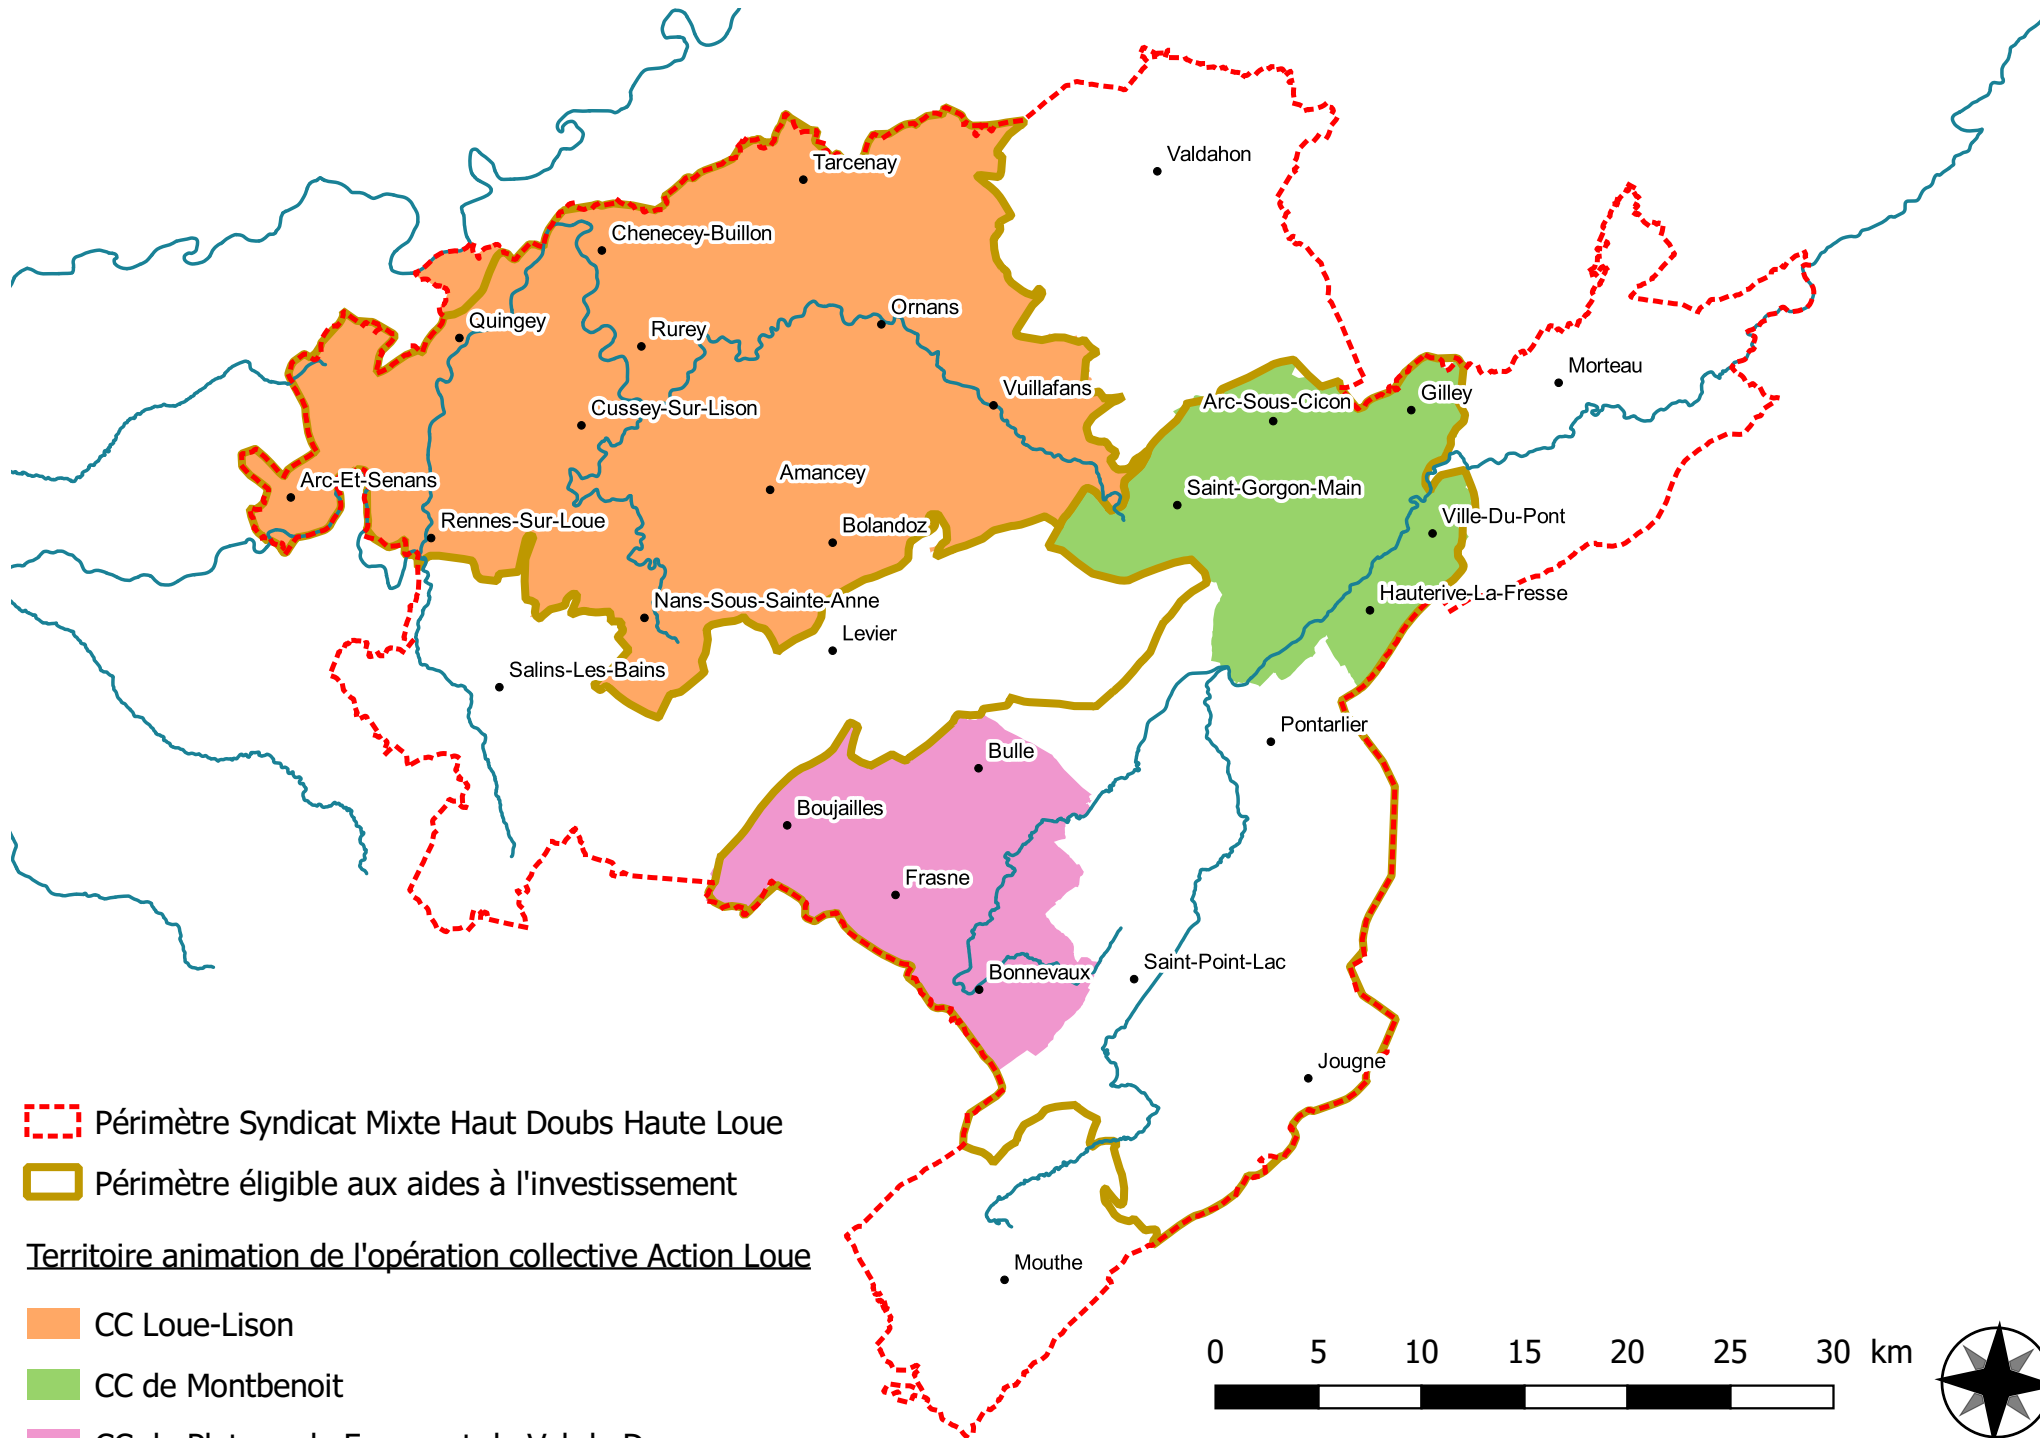 Valdahon
Tarcenay
Chenecey-Buillon
Ornans
Quingey
Rurey
Morteau
Vuillafans
Gilley
Arc-Sous-Cicon
Cussey-Sur-Lison
Amancey
Arc-Et-Senans
Saint-Gorgon-Main
Ville-Du-Pont
Rennes-Sur-Loue
Bolandoz
Hauterive-La-Fresse
Nans-Sous-Sainte-Anne
Levier
Salins-Les-Bains
Pontarlier
Bulle
Boujailles
Frasne
Saint-Point-Lac
Bonnevaux
Jougne
Mouthe
Périmètre Syndicat Mixte Haut Doubs Haute Loue
Périmètre éligible aux aides à l'investissement
Territoire animation de l'opération collective Action Loue
CC Loue-Lison
CC de Montbenoit
0 5 10 15 20 25 30 km